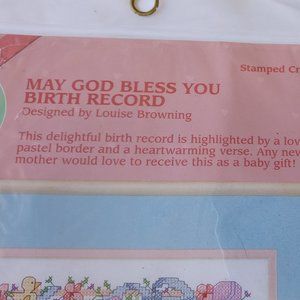 Stamped Cr
MAY GOD BLESS YOU
BIRTH RECORD
Designed by Louise Browning
This delightful birth record is highlighted by a lov
pastel border and a heartwarming verse. Any new
mother would love to receive this as a baby gift!